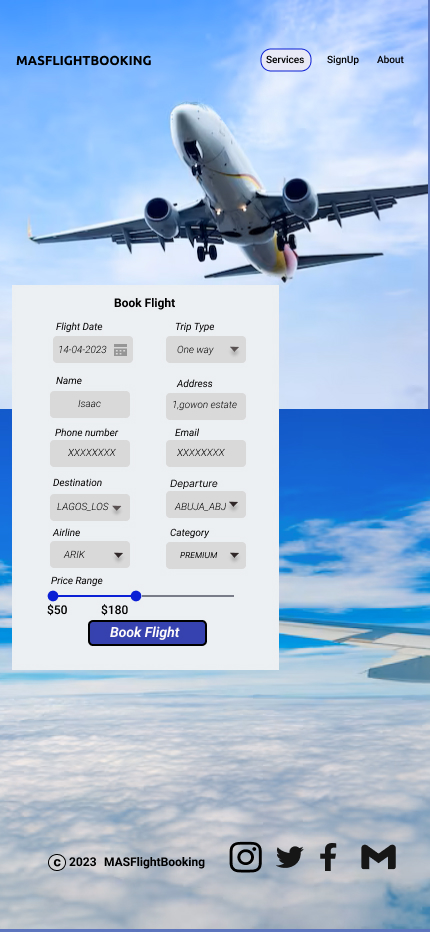 MASFLIGHTBOOKING
Services SignUp About
Book Flight
Flight Date Trip Type
14-04-2023 One way
Name Address
Isaac 1,gowon estate
Phone number Email
XXXXXXXX XXXXXXXX
Destination Departure
LAGOS_LOS ABUJA_ABJ
Airline Category
ARIK PREMIUM
Price Range
$50 $180
Book Flight
© 2023 MASFlightBooking